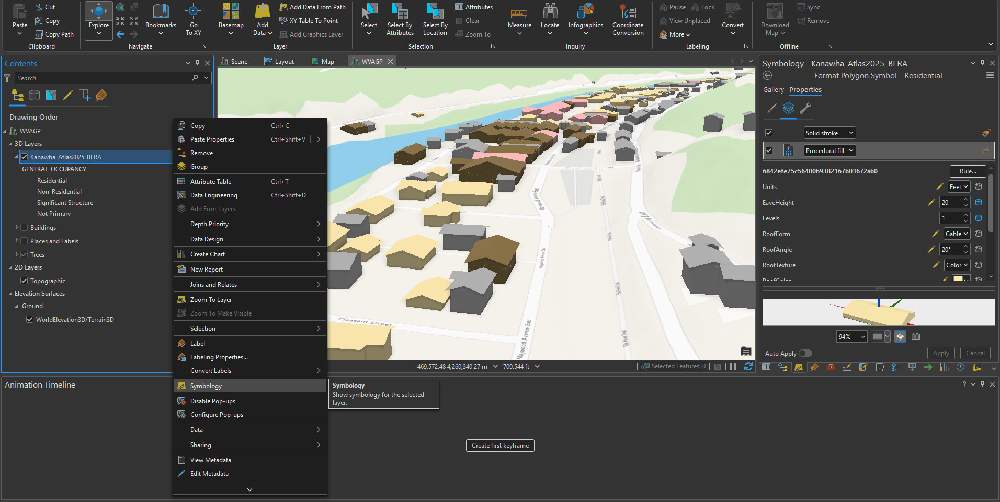 Paste
Cut
Copy
Copy Path
Clipboard
Explore
Bookmarks
Go
To XY
Navigate
Basemap
Add
Data
Add Data From Path
XY Table To Point
Add Graphics Layer
Layer
Select
Select By
Attributes
Select By
Location
Attributes
Clear
Zoom To
Selection
Measure
Locate
Infographics
Coordinate
Conversion
Inquiry
Pause
Lock
View Unplaced
More
Convert
Labeling
Download
Map
Sync
Remove
Offline
Contents
Search
Drawing Order
WVAGP
3D Layers
Kanawha_Atlas2025_BLRA
GENERAL_OCCUPANCY
Residential
Non-Residential
Significant Structure
Not Primary
Buildings
Places and Labels
Trees
2D Layers
Topographic
Elevation Surfaces
Ground
WorldElevation3D/Terrain3D
Scene
Layout
Map
WVAGP
Copy Ctrl+C
Paste Properties Ctrl+Shift+V
Remove
Group
Attribute Table Ctrl+T
Data Engineering Ctrl+Shift+D
Add Error Layers
Depth Priority
Data Design
Create Chart
New Report
Joins and Relates
Zoom To Layer
Zoom To Make Visible
Selection
Label
Labeling Properties...
Convert Labels
Symbology
Disable Pop-ups
Configure Pop-ups
Data
Sharing
View Metadata
Edit Metadata
Symbology
Show symbology for the selected
layer.
Pleasant Street
Maywood Avenue East
Maywood Avenue East
469,572.48 4,260,340.27 m
709.544 ft
Selected Features: 0
Symbology - Kanawha_Atlas2025_BLRA
Format Polygon Symbol - Residential
Gallery Properties
Solid stroke
Procedural fill
6842efe75c56400b9382167b03672ab0
Rule...
Units Feet
EaveHeight 20
Levels 1
RoofForm Gable
RoofAngle 20°
RoofTexture Color
RoofColor
94%
Auto Apply
Apply
Cancel
Animation Timeline
?
Create first keyframe